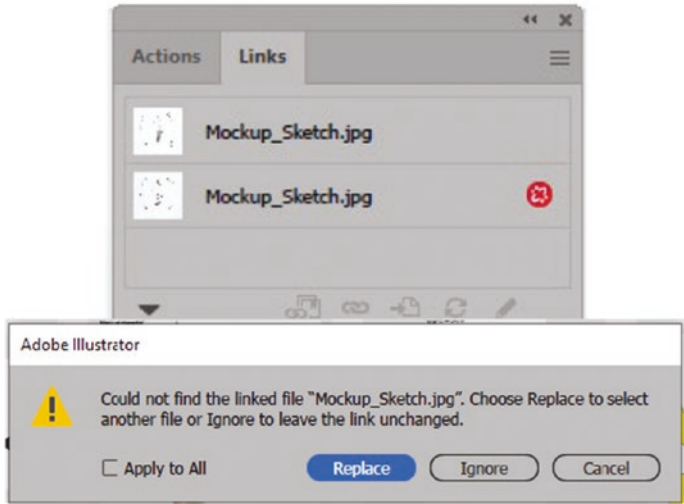 Actions Links
Mockup_Sketch.jpg
Mockup_Sketch.jpg
Adobe Illustrator
Could not find the linked file “Mockup_Sketch.jpg”. Choose Replace to select
another file or Ignore to leave the link unchanged.
Apply to All Replace Ignore Cancel